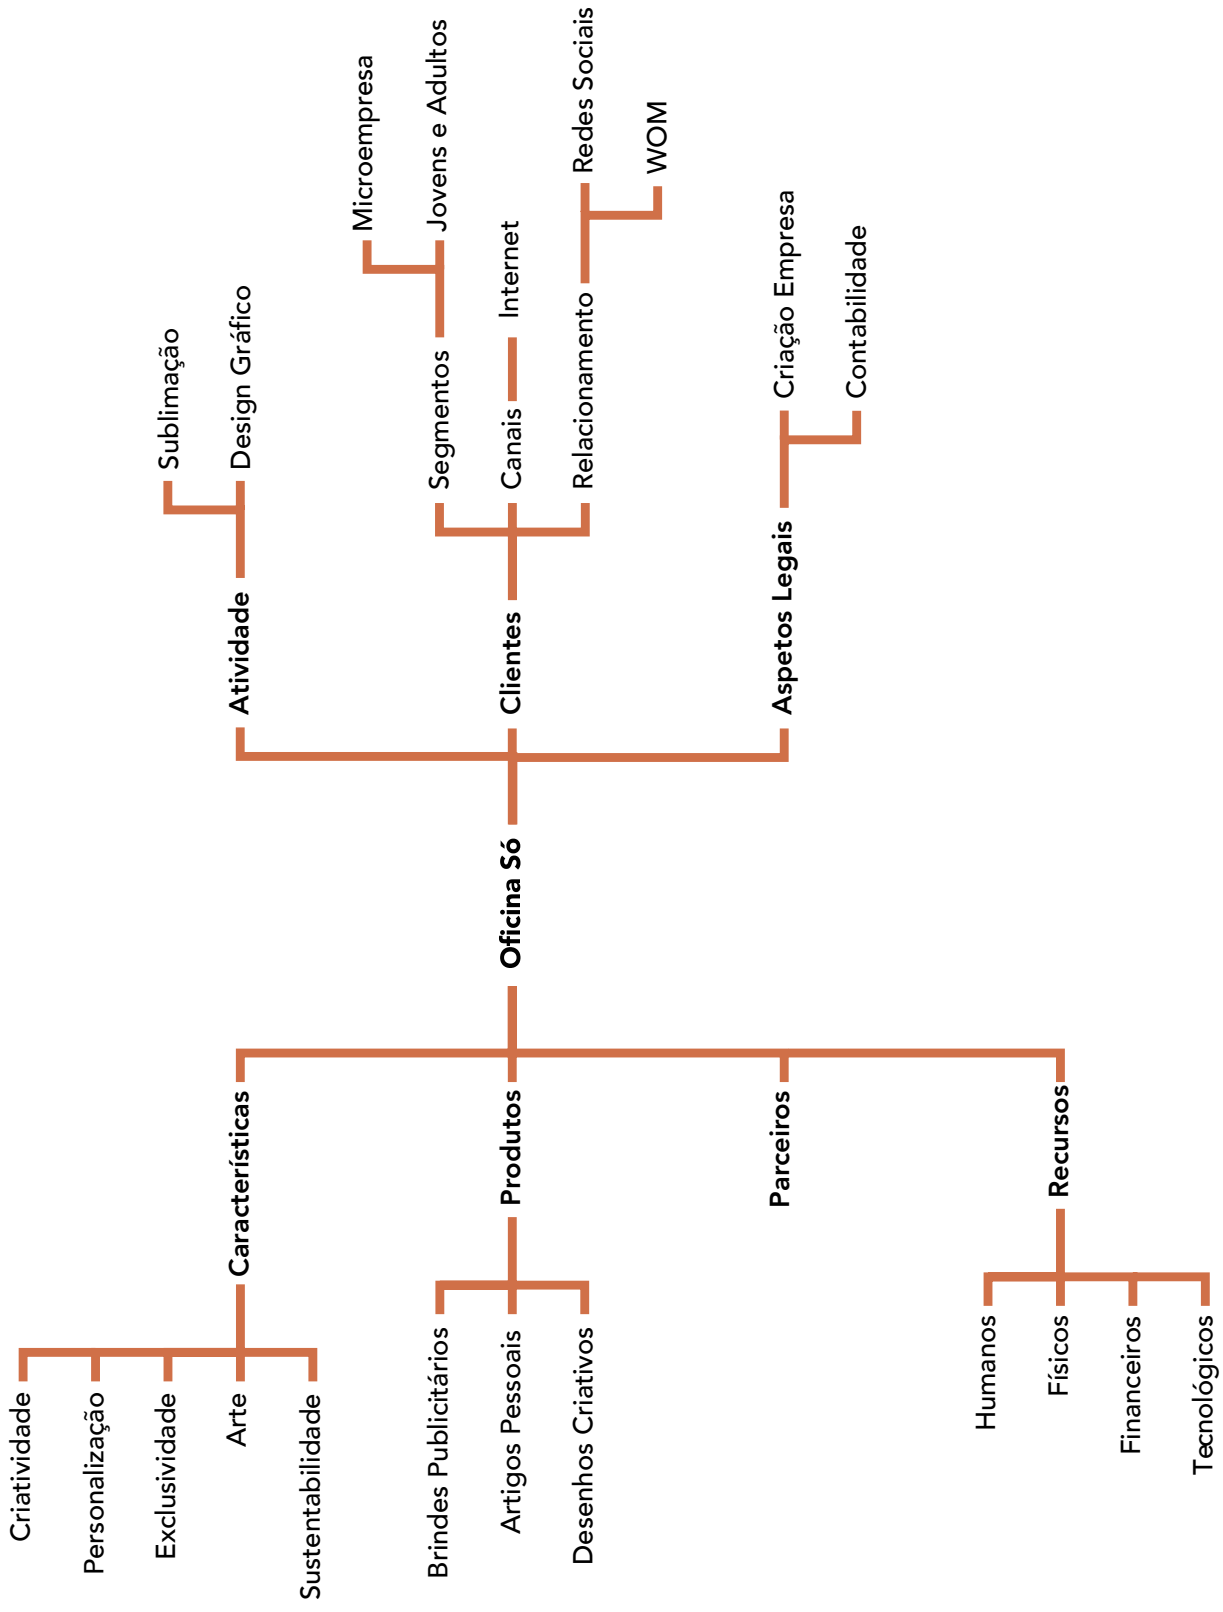 Criatividade
Personalização
Exclusividade
Arte
Sustentabilidade
Características
Brindes Publicitários
Artigos Pessoais
Desenhos Criativos
Produtos
Parceiros
Humanos
Físicos
Financeiros
Tecnológicos
Recursos
Oficina Só
Atividade
Sublimação
Design Gráfico
Clientes
Segmentos
Microempresa
Jovens e Adultos
Canais
Internet
Relacionamento
Redes Sociais
WOM
Aspetos Legais
Criação Empresa
Contabilidade